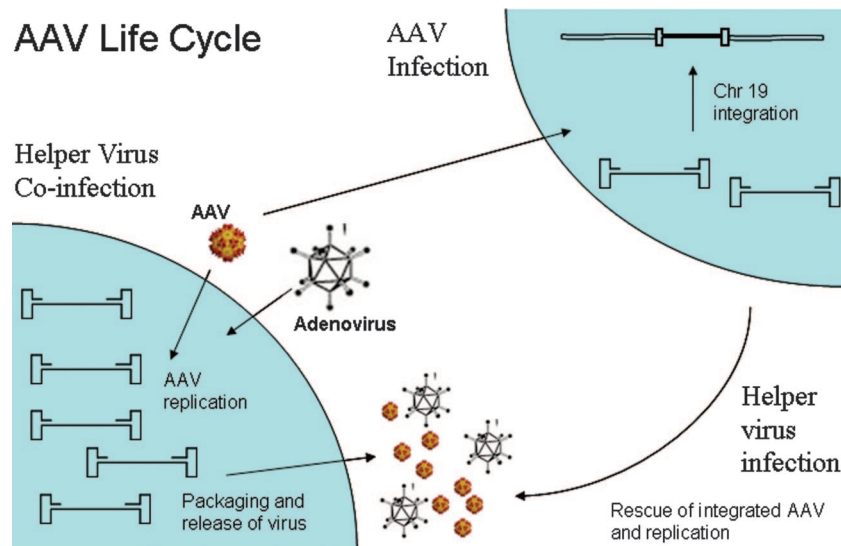 AAV Life Cycle
AAV
Infection
Chr 19
integration
Helper Virus
Co-infection
AAV
Adenovirus
AAV
replication
Packaging and
release of virus
Helper
virus
infection
Rescue of integrated AAV
and replication